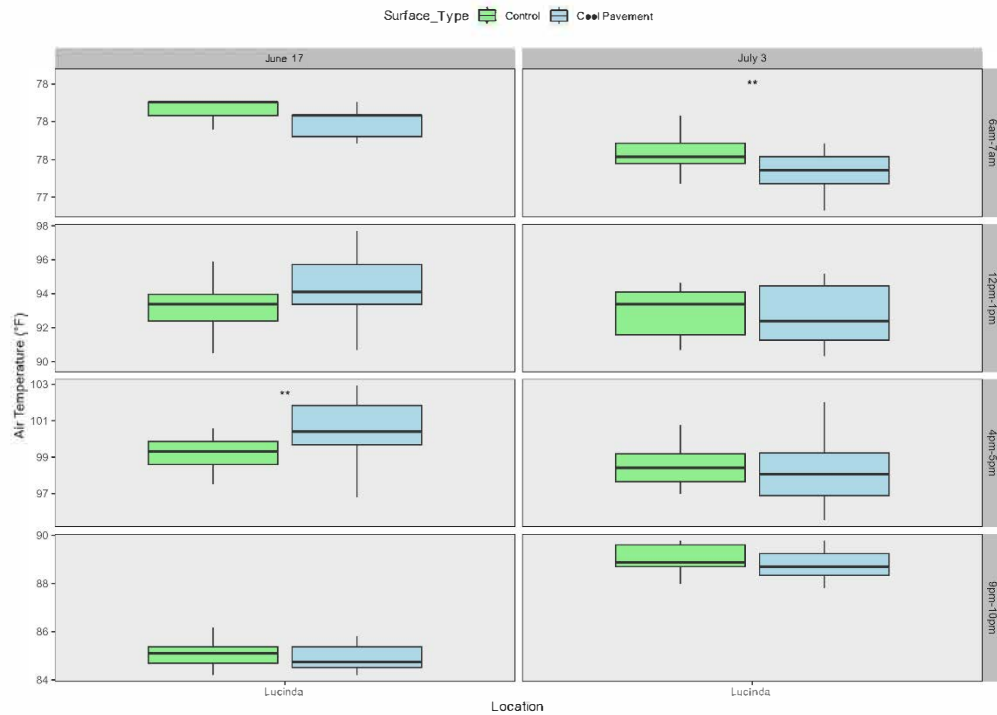 Surface_Type Control Cool Pavement
June 17 July 3
78
78
78
77
** 
6am-7am
98
96
94
92
90
12pm-1pm
103
101
99
97
**
4pm-5pm
90
88
86
84
9pm-10pm
Air Temperature (°F)
Lucinda Lucinda
Location